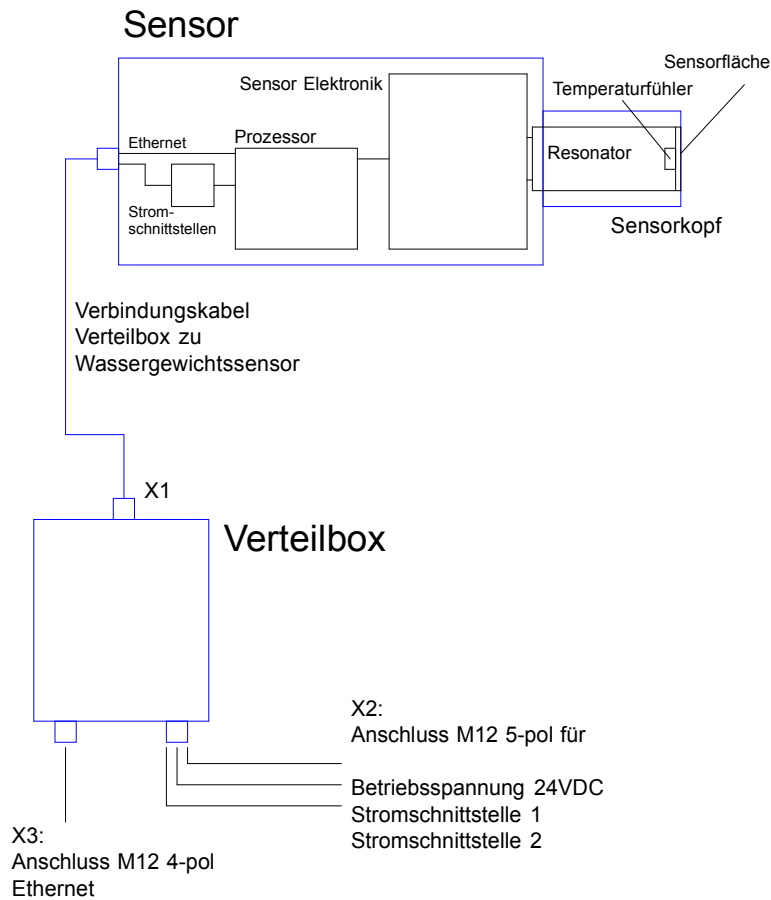 Sensor
Sensorfläche
Sensor Elektronik
Temperaturfühler
Ethernet
Prozessor
Resonator
Strom-
schnittstellen
Sensorkopf
Verbindungskabel
Verteilbox zu
Wassergewichtssensor
X1
Verteilbox
X2:
Anschluss M12 5-pol für
Betriebsspannung 24VDC
Stromschnittstelle 1
Stromschnittstelle 2
X3:
Anschluss M12 4-pol
Ethernet